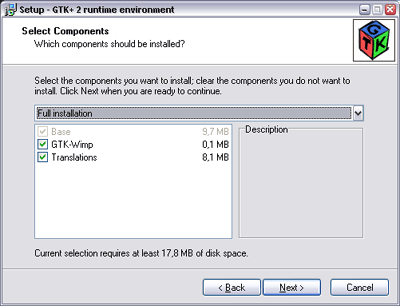 Setup - GTK+ 2 runtime environment
Select Components
Which components should be installed?
GTK
Select the components you want to install; clear the components you do not want to
install. Click Next when you are ready to continue.
Full installation
Base 9,7 MB
GTK-Wimp 0,1 MB
Translations 8,1 MB
Description
Current selection requires at least 17,8 MB of disk space.
< Back
Next >
Cancel